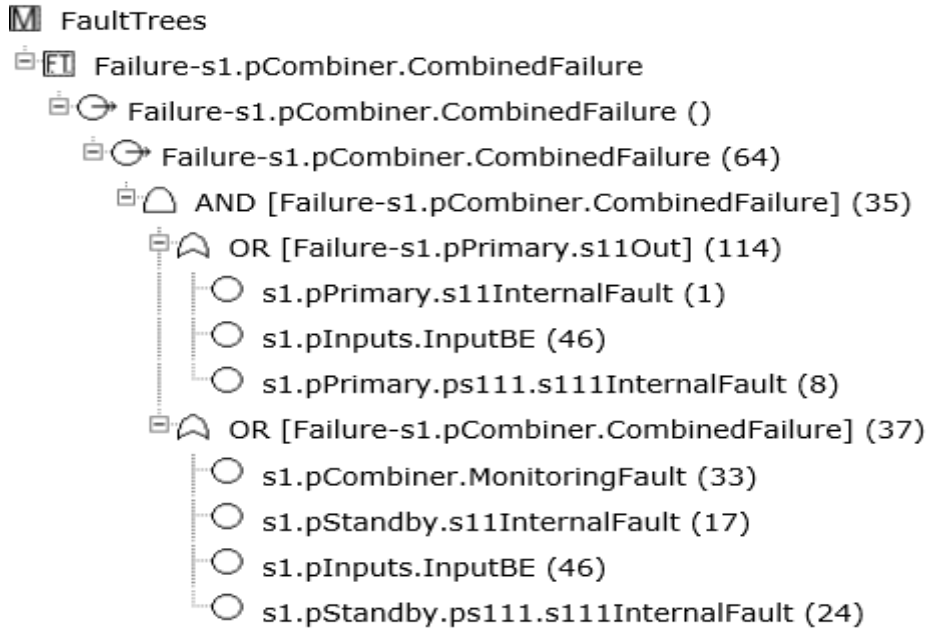 FaultTrees
Failure-s1.pCombiner.CombinedFailure
Failure-s1.pCombiner.CombinedFailure ()
Failure-s1.pCombiner.CombinedFailure (64)
AND [Failure-s1.pCombiner.CombinedFailure] (35)
OR [Failure-s1.pPrimary.s11Out] (114)
s1.pPrimary.s11InternalFault (1)
s1.pInputs.InputBE (46)
s1.pPrimary.ps111.s111InternalFault (8)
OR [Failure-s1.pCombiner.CombinedFailure] (37)
s1.pCombiner.MonitoringFault (33)
s1.pStandby.s11InternalFault (17)
s1.pInputs.InputBE (46)
s1.pStandby.ps111.s111InternalFault (24)